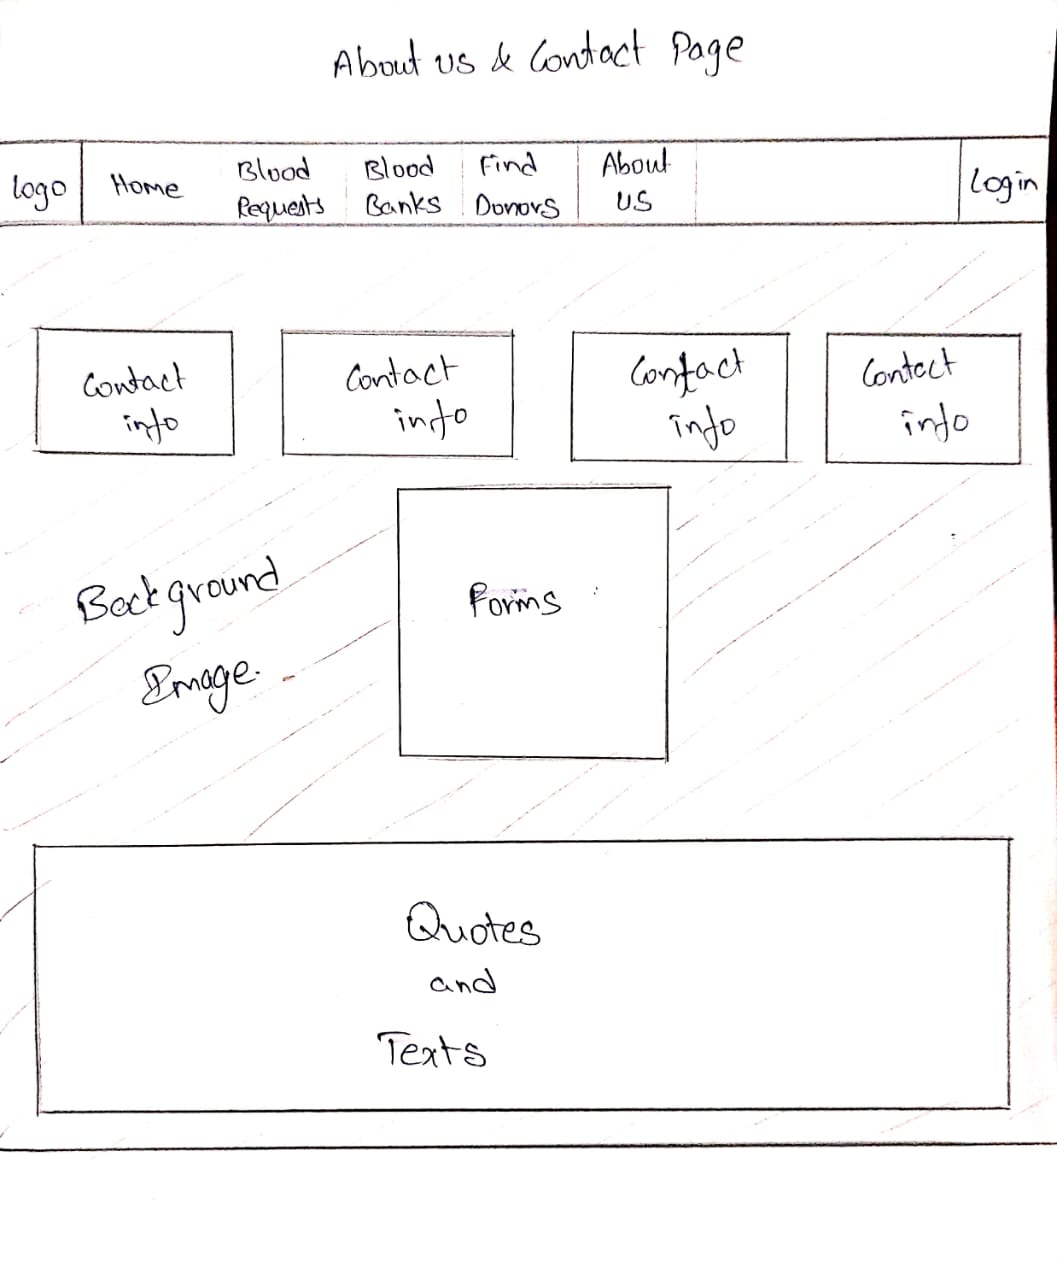 About us & Contact Page
logo
Home
Blood
Requests
Blood
Banks
Find
Donors
About
US
Login
Contact
info
Contact
info
Contact
info
Contact
info
Background
Image.
Forms
Quotes
and
Texts